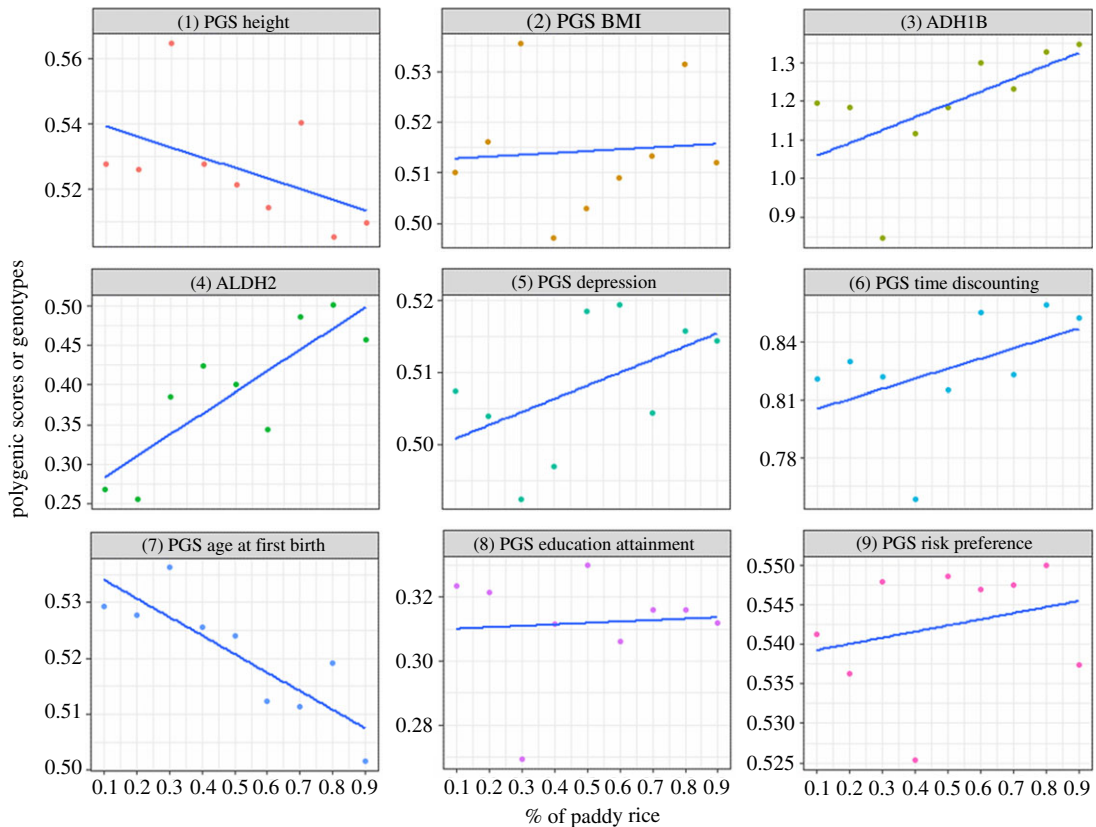 (1) PGS height
(2) PGS BMI
(3) ADH1B
0.56
0.54
0.52
0.53
0.52
0.51
0.50
1.3
1.2
1.1
1.0
0.9
polygenic scores or genotypes
(4) ALDH2
(5) PGS depression
(6) PGS time discounting
0.50
0.45
0.40
0.35
0.30
0.25
0.52
0.51
0.50
0.84
0.81
0.78
(7) PGS age at first birth
(8) PGS education attainment
(9) PGS risk preference
0.53
0.52
0.51
0.50
0.32
0.30
0.28
0.550
0.545
0.540
0.535
0.530
0.525
0.1 0.2 0.3 0.4 0.5 0.6 0.7 0.8 0.9
0.1 0.2 0.3 0.4 0.5 0.6 0.7 0.8 0.9
0.1 0.2 0.3 0.4 0.5 0.6 0.7 0.8 0.9
% of paddy rice